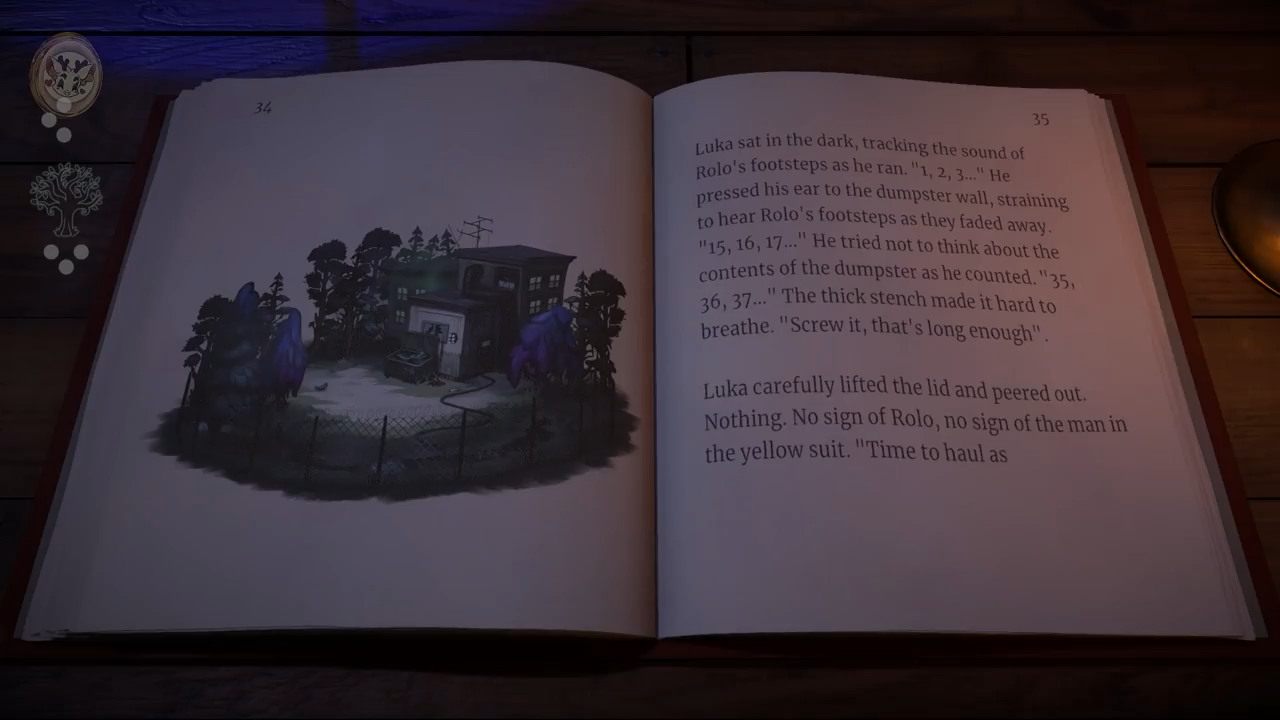 34
35
Luka sat in the dark, tracking the sound of
Rolo's footsteps as he ran. "1, 2, 3..." He
pressed his ear to the dumpster wall, straining
to hear Rolo's footsteps as they faded away.
"15, 16, 17..." He tried not to think about the
contents of the dumpster as he counted. "35,
36, 37..." The thick stench made it hard to
breathe. "Screw it, that's long enough".
Luka carefully lifted the lid and peered out.
Nothing. No sign of Rolo, no sign of the man in
the yellow suit. "Time to haul as